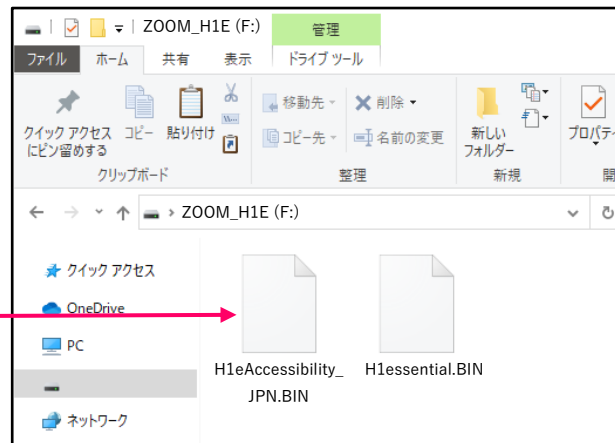 ZOOM_H1E (F:)
管理
ファイル ホーム 共有 表示 ドライブ ツール
クイック アクセス
にピン留めする
コピー
貼り付け
移動先
コピー先
削除
名前の変更
新しい
フォルダー
プロパティ
クリップボード 整理 新規 開
ZOOM_H1E (F:)
クイック アクセス
OneDrive
PC
ネットワーク
H1eAccessibility_
JPN.BIN
H1essential.BIN